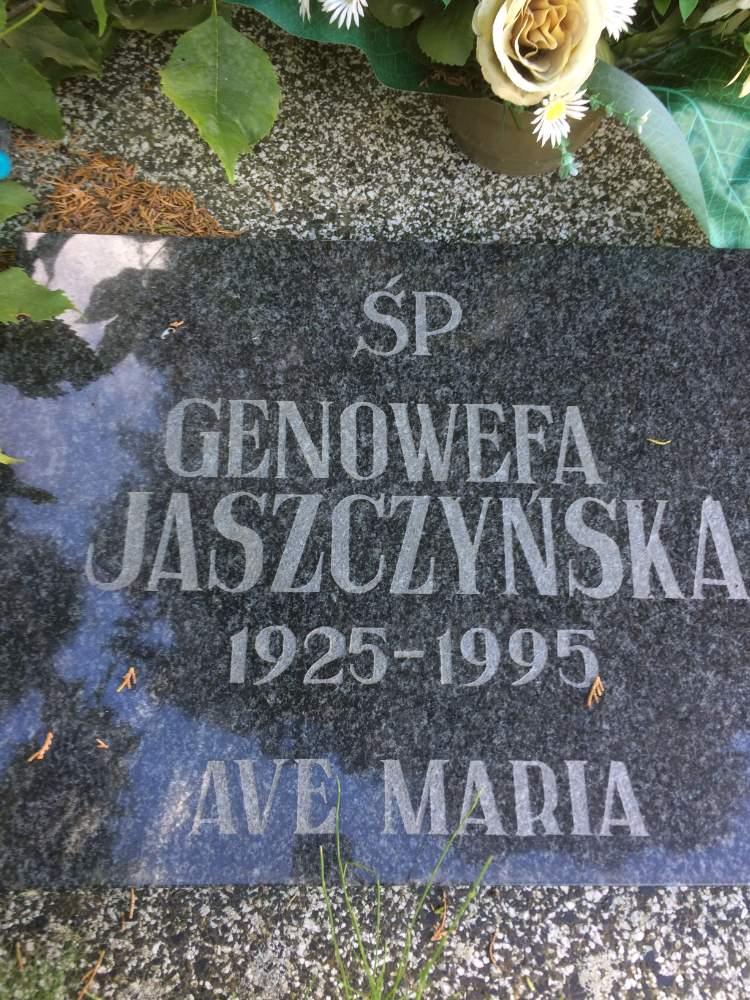 ŚP
GENOWEFA
JASZCZYŃSKA
1925-1995
AVE MARIA